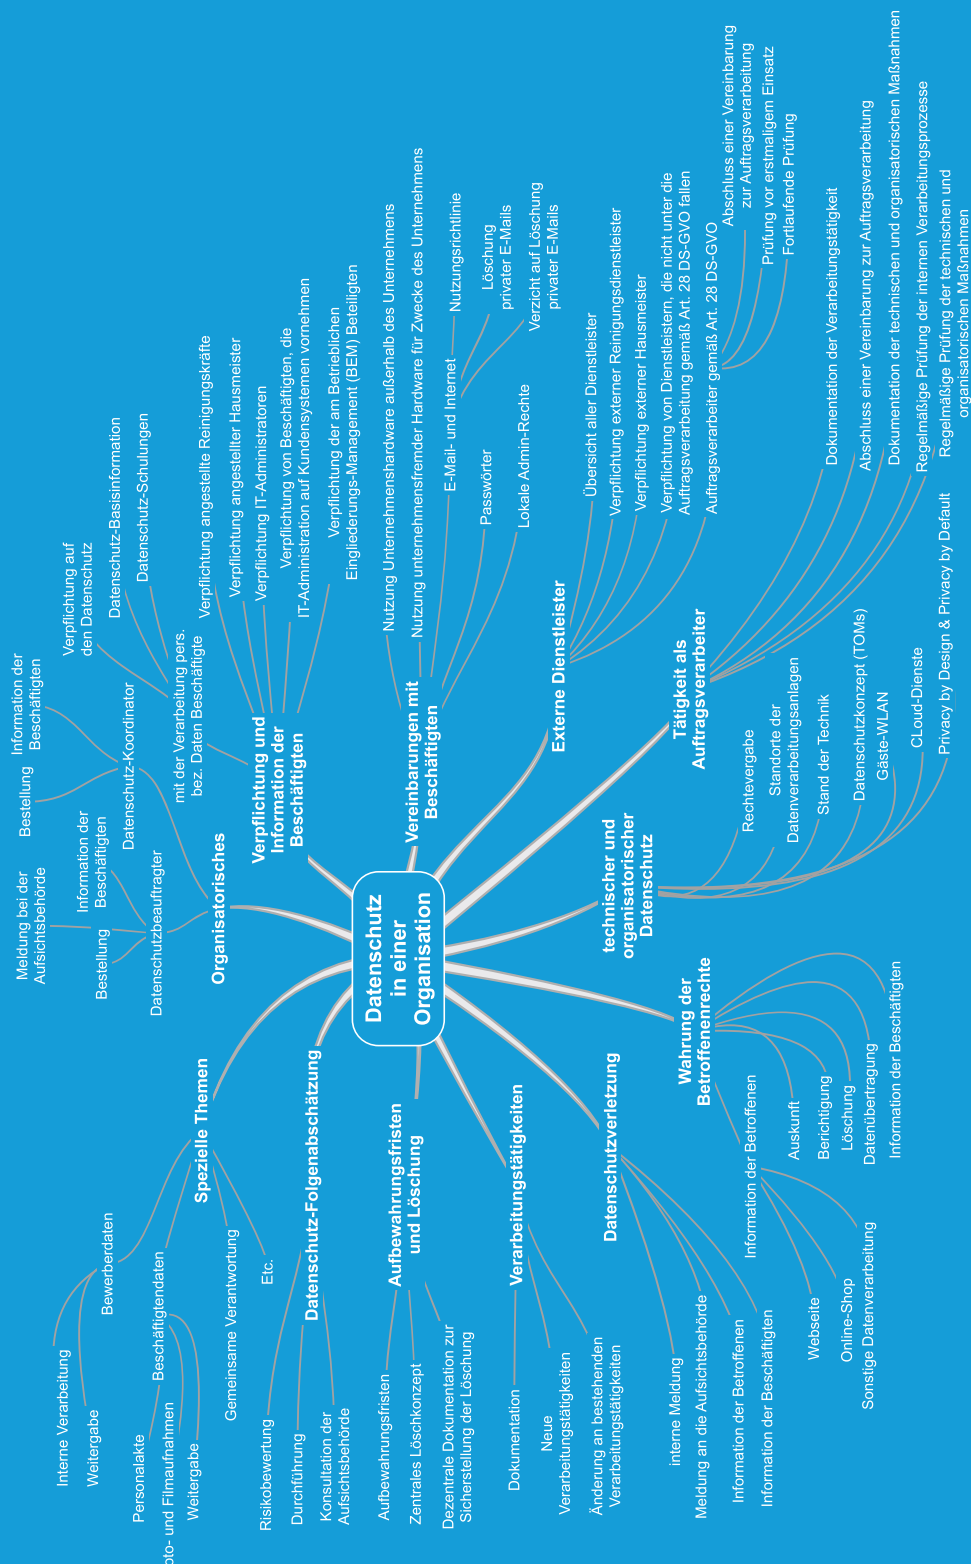 Datenschutz
in einer
Organisation
Organisatorisches
Datenschutzbeauftragter
Bestellung
Meldung bei der
Aufsichtsbehörde
Information der
Beschäftigten
Datenschutz-Koordinator
Bestellung
Information der
Beschäftigten
Verpflichtung und
Information der
Beschäftigten
mit der Verarbeitung pers.
bez. Daten Beschäftigte
Verpflichtung auf
den Datenschutz
Datenschutz-Basisinformation
Datenschutz-Schulungen
Verpflichtung angestellte Reinigungskräfte
Verpflichtung angestellter Hausmeister
Verpflichtung IT-Administratoren
Verpflichtung von Beschäftigten, die
IT-Administration auf Kundensystemen vornehmen
Verpflichtung der am Betrieblichen
Eingliederungs-Management (BEM) Beteiligten
Vereinbarungen mit
Beschäftigten
Nutzung Unternehmenshardware außerhalb des Unternehmens
Nutzung unternehmensfremder Hardware für Zwecke des Unternehmens
E-Mail- und Internet
Nutzungsrichtlinie
Löschung
privater E-Mails
Verzicht auf Löschung
privater E-Mails
Passwörter
Lokale Admin-Rechte
Externe Dienstleister
Übersicht aller Dienstleister
Verpflichtung externer Reinigungsdienstleister
Verpflichtung externer Hausmeister
Verpflichtung von Dienstleistern, die nicht unter die
Auftragsverarbeitung gemäß Art. 28 DS-GVO fallen
Auftragsverarbeiter gemäß Art. 28 DS-GVO
Abschluss einer Vereinbarung
zur Auftragsverarbeitung
Prüfung vor erstmaligem Einsatz
Fortlaufende Prüfung
Tätigkeit als
Auftragsverarbeiter
Dokumentation der Verarbeitungstätigkeit
Abschluss einer Vereinbarung zur Auftragsverarbeitung
Dokumentation der technischen und organisatorischen Maßnahmen
Regelmäßige Prüfung der internen Verarbeitungsprozesse
Regelmäßige Prüfung der technischen und
organisatorischen Maßnahmen
technischer und
organisatorischer
Datenschutz
Rechtevergabe
Standorte der
Datenverarbeitungsanlagen
Stand der Technik
Datenschutzkonzept (TOMs)
Gäste-WLAN
CLoud-Dienste
Privacy by Design & Privacy by Default
Wahrung der
Betroffenenrechte
Information der Betroffenen
Webseite
Online-Shop
Sonstige Datenverarbeitung
Auskunft
Berichtigung
Löschung
Datenübertragung
Information der Beschäftigten
Datenschutzverletzung
interne Meldung
Meldung an die Aufsichtsbehörde
Information der Betroffenen
Information der Beschäftigten
Verarbeitungstätigkeiten
Dokumentation
Neue
Verarbeitungstätigkeiten
Änderung an bestehenden
Verarbeitungstätigkeiten
Aufbewahrungsfristen
und Löschung
Aufbewahrungsfristen
Zentrales Löschkonzept
Dezentrale Dokumentation zur
Sicherstellung der Löschung
Datenschutz-Folgenabschätzung
Risikobewertung
Durchführung
Konsultation der
Aufsichtsbehörde
Spezielle Themen
Bewerberdaten
Interne Verarbeitung
Weitergabe
Beschäftigtendaten
Personalakte
oto- und Filmaufnahmen
Weitergabe
Gemeinsame Verantwortung
Etc.